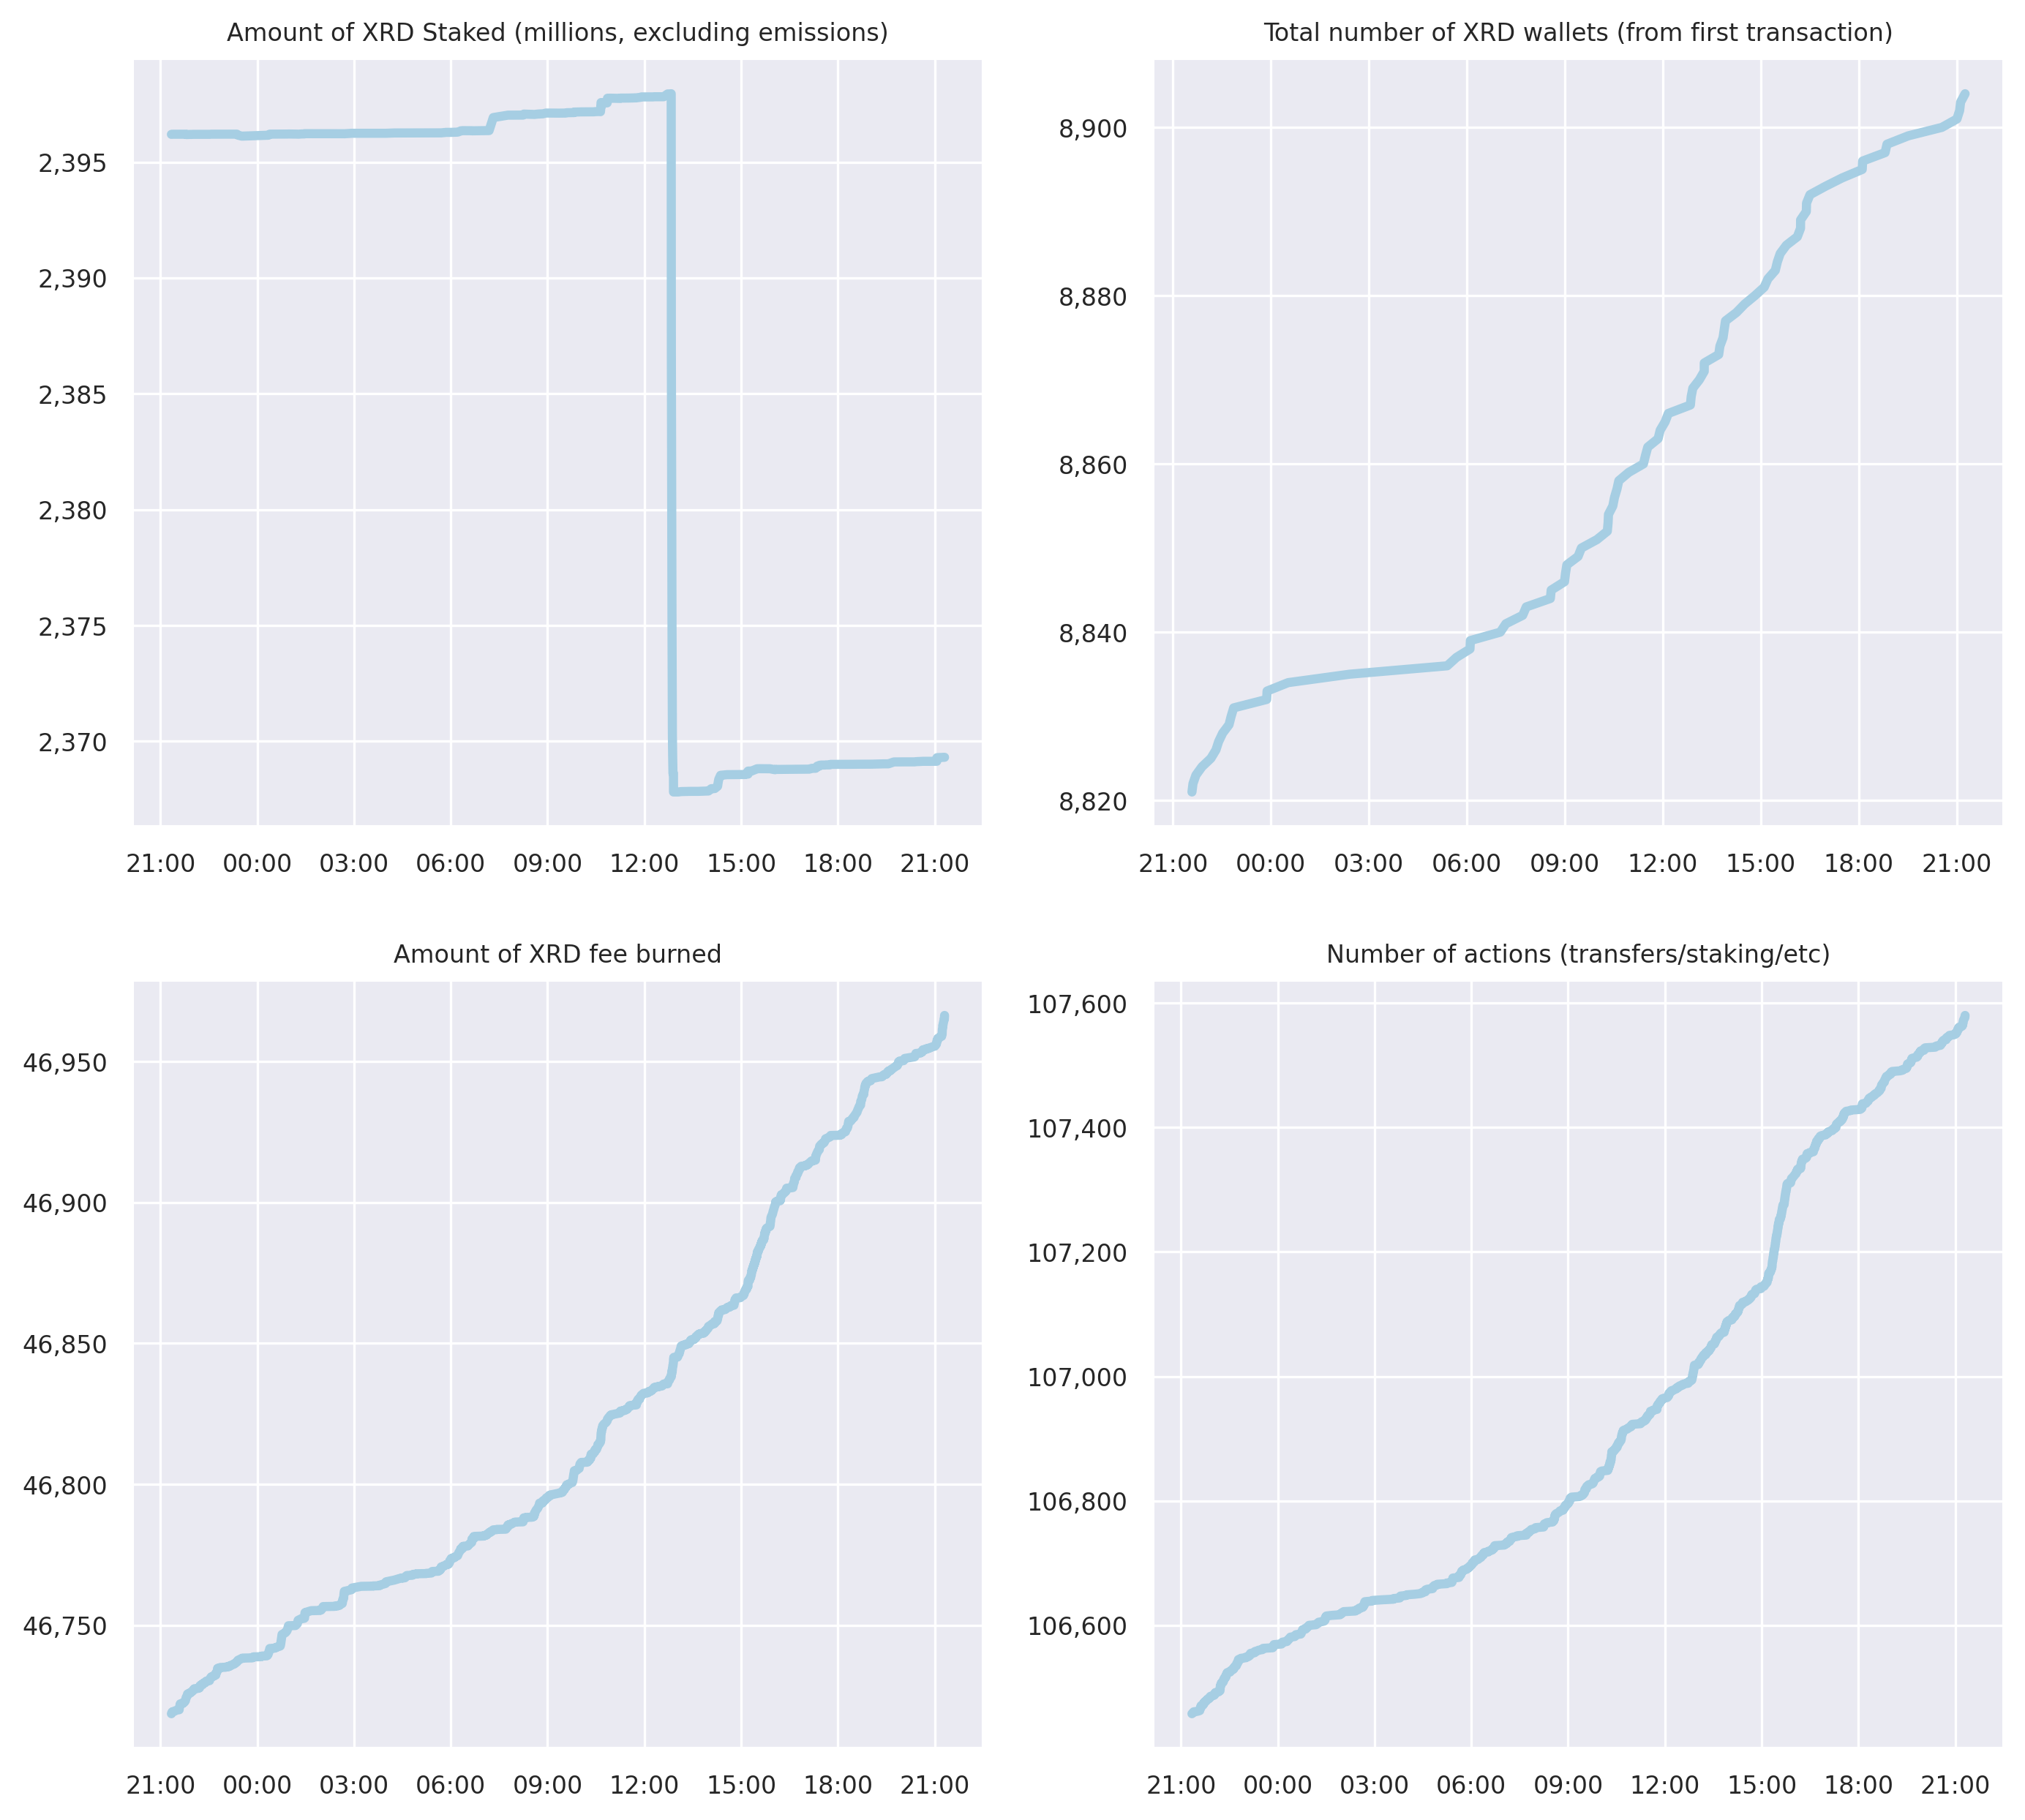 Amount of XRD Staked (millions, excluding emissions)
2,395
2,390
2,385
2,380
2,375
2,370
21:00 00:00 03:00 06:00 09:00 12:00 15:00 18:00 21:00
Total number of XRD wallets (from first transaction)
8,900
8,880
8,860
8,840
8,820
21:00 00:00 03:00 06:00 09:00 12:00 15:00 18:00 21:00
Amount of XRD fee burned
46,950
46,900
46,850
46,800
46,750
21:00 00:00 03:00 06:00 09:00 12:00 15:00 18:00 21:00
Number of actions (transfers/staking/etc)
107,600
107,400
107,200
107,000
106,800
106,600
21:00 00:00 03:00 06:00 09:00 12:00 15:00 18:00 21:00